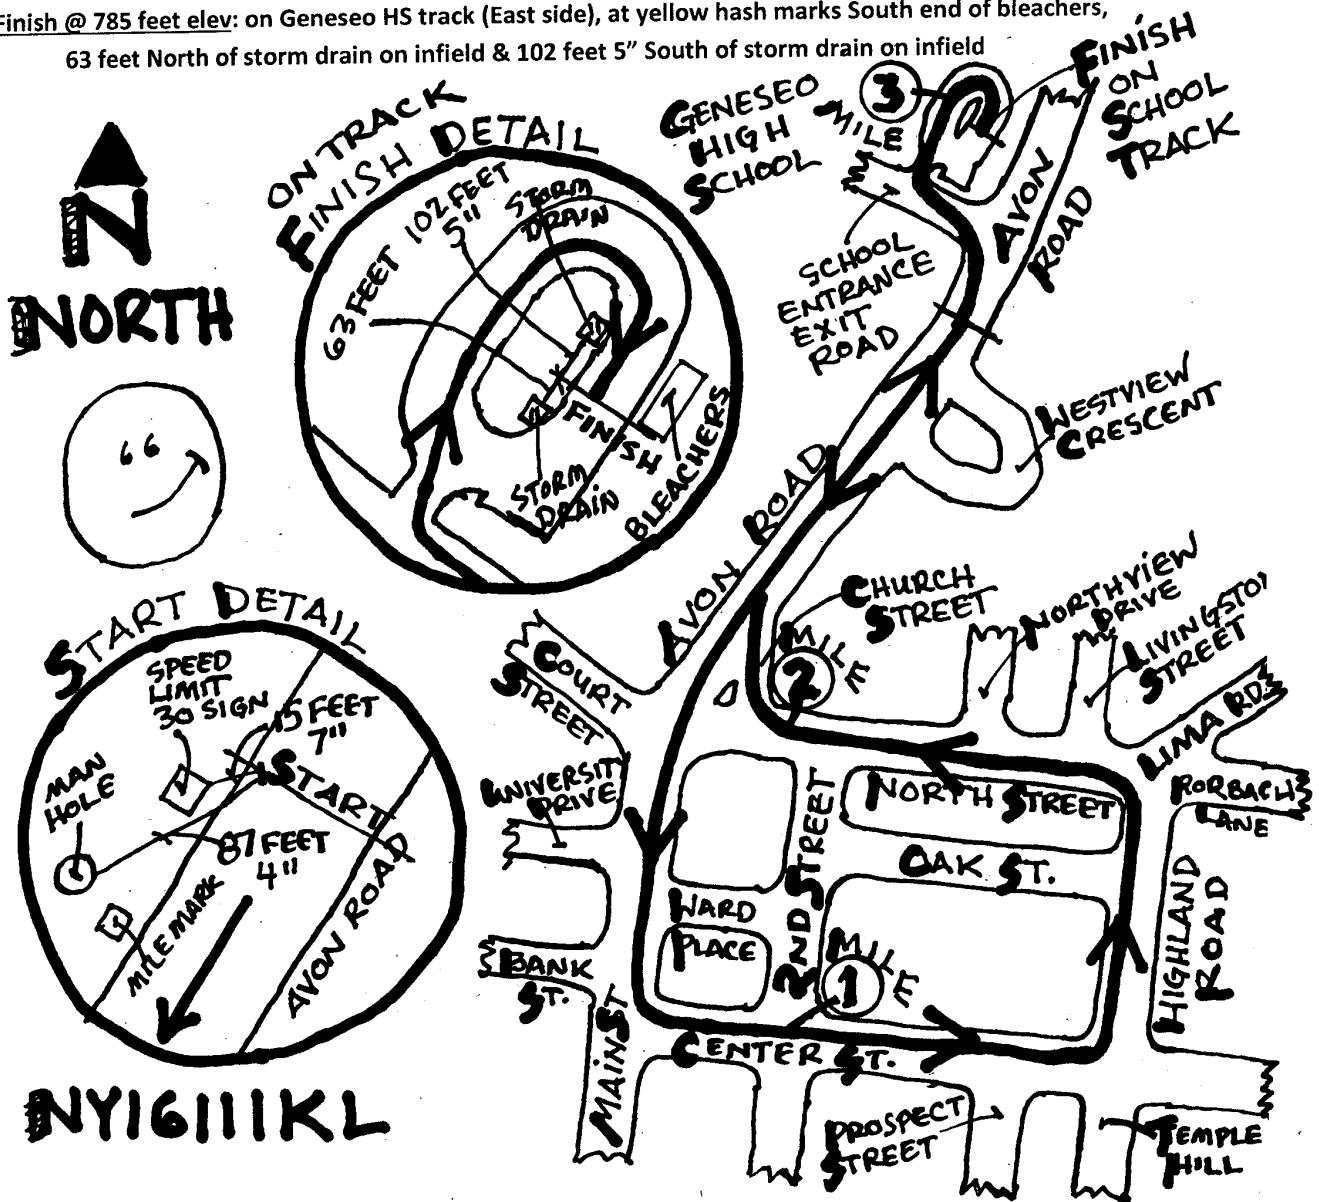 Finish @ 785 feet elev: on Geneseo HS track (East side), at yellow hash marks South end of bleachers,
63 feet North of storm drain on infield & 102 feet 5" South of storm drain on infield
N
NORTH
ON TRACK
FINISH DETAIL
63 FEET
102 FEET
5"
STORM
DRAIN
FINISH
STORM
DRAIN
BLEACHERS
GENESEO
HIGH
SCHOOL
MILE
3
FINISH
ON
SCHOOL
TRACK
AVON
ROAD
SCHOOL
ENTRANCE
EXIT
ROAD
WESTVIEW
CRESCENT
AVON ROAD
START DETAIL
SPEED
LIMIT
30 SIGN
15 FEET
7"
START
MAN
HOLE
87 FEET
4"
MILE MARK
AVON ROAD
NY16111KL
COURT
STREET
CHURCH
STREET
MILE
2
NORTHVIEW
DRIVE
LIVINGSTO
STREET
LIMA RD.
UNIVERSITY
DRIVE
2ND STREET
NORTH STREET
RORBACH
LANE
OAK ST.
WARD
PLACE
MILE
1
HIGHLAND
ROAD
BANK
ST.
MAIN ST
CENTER ST.
PROSPECT
STREET
TEMPLE
HILL